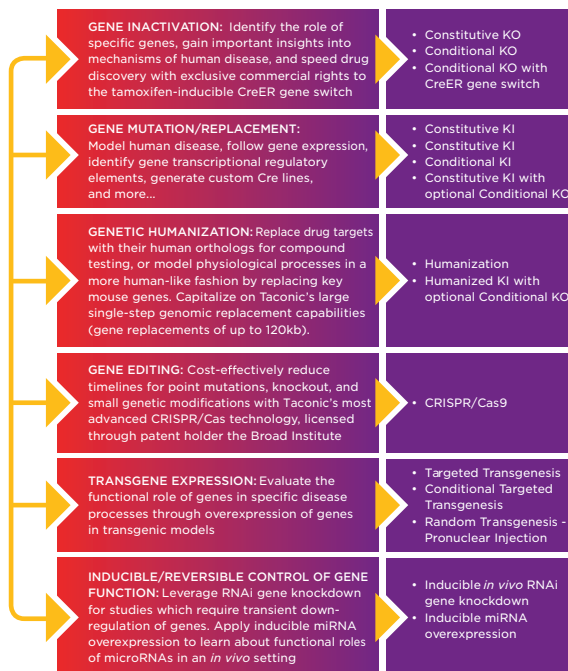 GENE INACTIVATION: Identify the role of
specific genes, gain important insights into
mechanisms of human disease, and speed drug
discovery with exclusive commercial rights to
the tamoxifen-inducible CreER gene switch
• Constitutive KO
• Conditional KO
• Conditional KO with
CreER gene switch
GENE MUTATION/REPLACEMENT:
Model human disease, follow gene expression,
identify gene transcriptional regulatory
elements, generate custom Cre lines,
and more...
• Constitutive KI
• Constitutive KI
• Conditional KI
• Constitutive KI with
optional Conditional KO
GENETIC HUMANIZATION: Replace drug targets
with their human orthologs for compound
testing, or model physiological processes in a
more human-like fashion by replacing key
mouse genes. Capitalize on Taconic's large
single-step genomic replacement capabilities
(gene replacements of up to 120kb).
• Humanization
• Humanized KI with
optional Conditional KO
GENE EDITING: Cost-effectively reduce
timelines for point mutations, knockout, and
small genetic modifications with Taconic's most
advanced CRISPR/Cas technology, licensed
through patent holder the Broad Institute
• CRISPR/Cas9
TRANSGENE EXPRESSION: Evaluate the
functional role of genes in specific disease
processes through overexpression of genes
in transgenic models
• Targeted Transgenesis
• Conditional Targeted
Transgenesis
• Random Transgenesis -
Pronuclear Injection
INDUCIBLE/REVERSIBLE CONTROL OF GENE
FUNCTION: Leverage RNAi gene knockdown
for studies which require transient down-
regulation of genes. Apply inducible miRNA
overexpression to learn about functional roles
of microRNAs in an in vivo setting
• Inducible in vivo RNAi
gene knockdown
• Inducible miRNA
overexpression